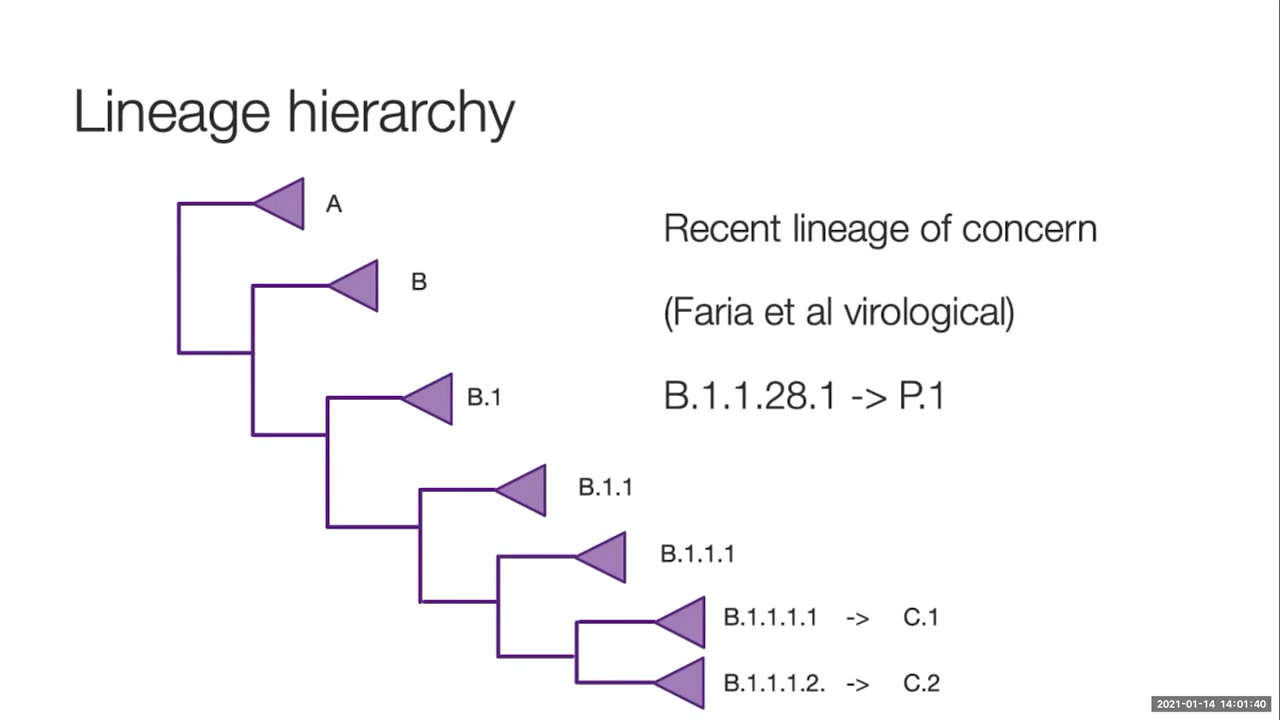 Lineage hierarchy
A
B
B.1
B.1.1
B.1.1.1
B.1.1.1.1 -> C.1
B.1.1.1.2. -> C.2
Recent lineage of concern
(Faria et al virological)
B.1.1.28.1 -> P.1
2021-01-14 14:01:40